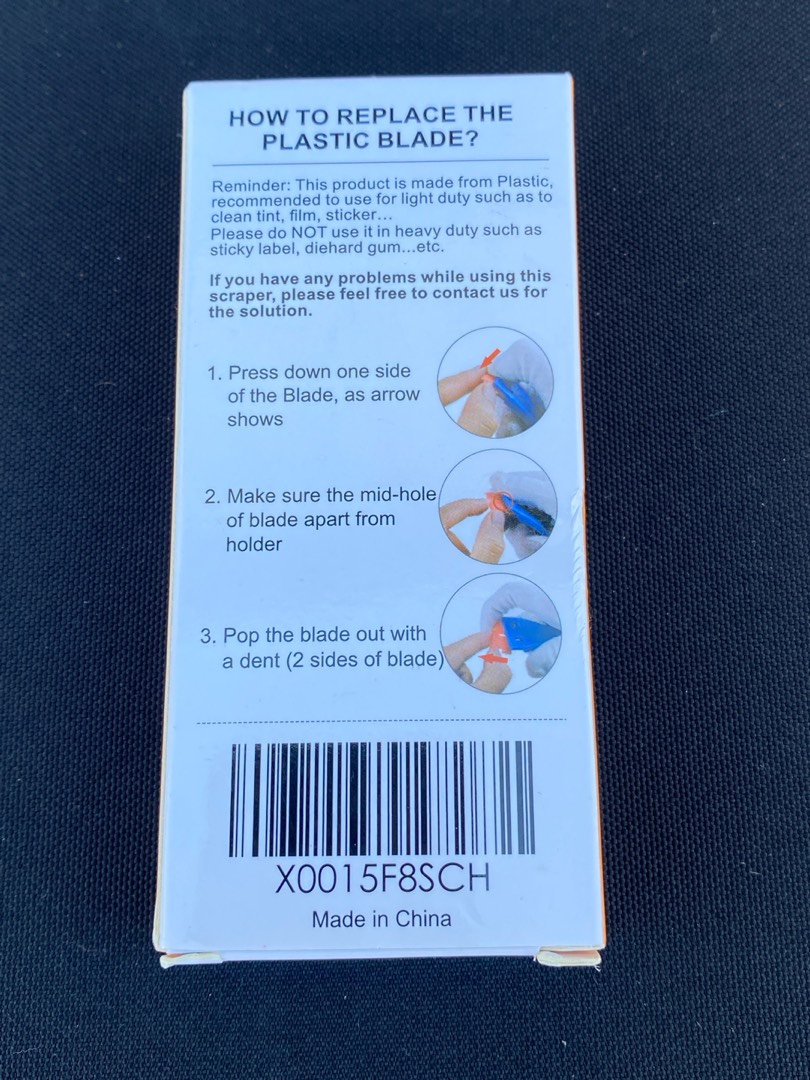 HOW TO REPLACE THE
PLASTIC BLADE?
Reminder: This product is made from Plastic,
recommended to use for light duty such as to
clean tint, film, sticker...
Please do NOT use it in heavy duty such as
sticky label, diehard gum...etc.
If you have any problems while using this
scraper, please feel free to contact us for
the solution.
1. Press down one side
of the Blade, as arrow
shows
2. Make sure the mid-hole
of blade apart from
holder
3. Pop the blade out with
a dent (2 sides of blade)
X0015F8SCH
Made in China